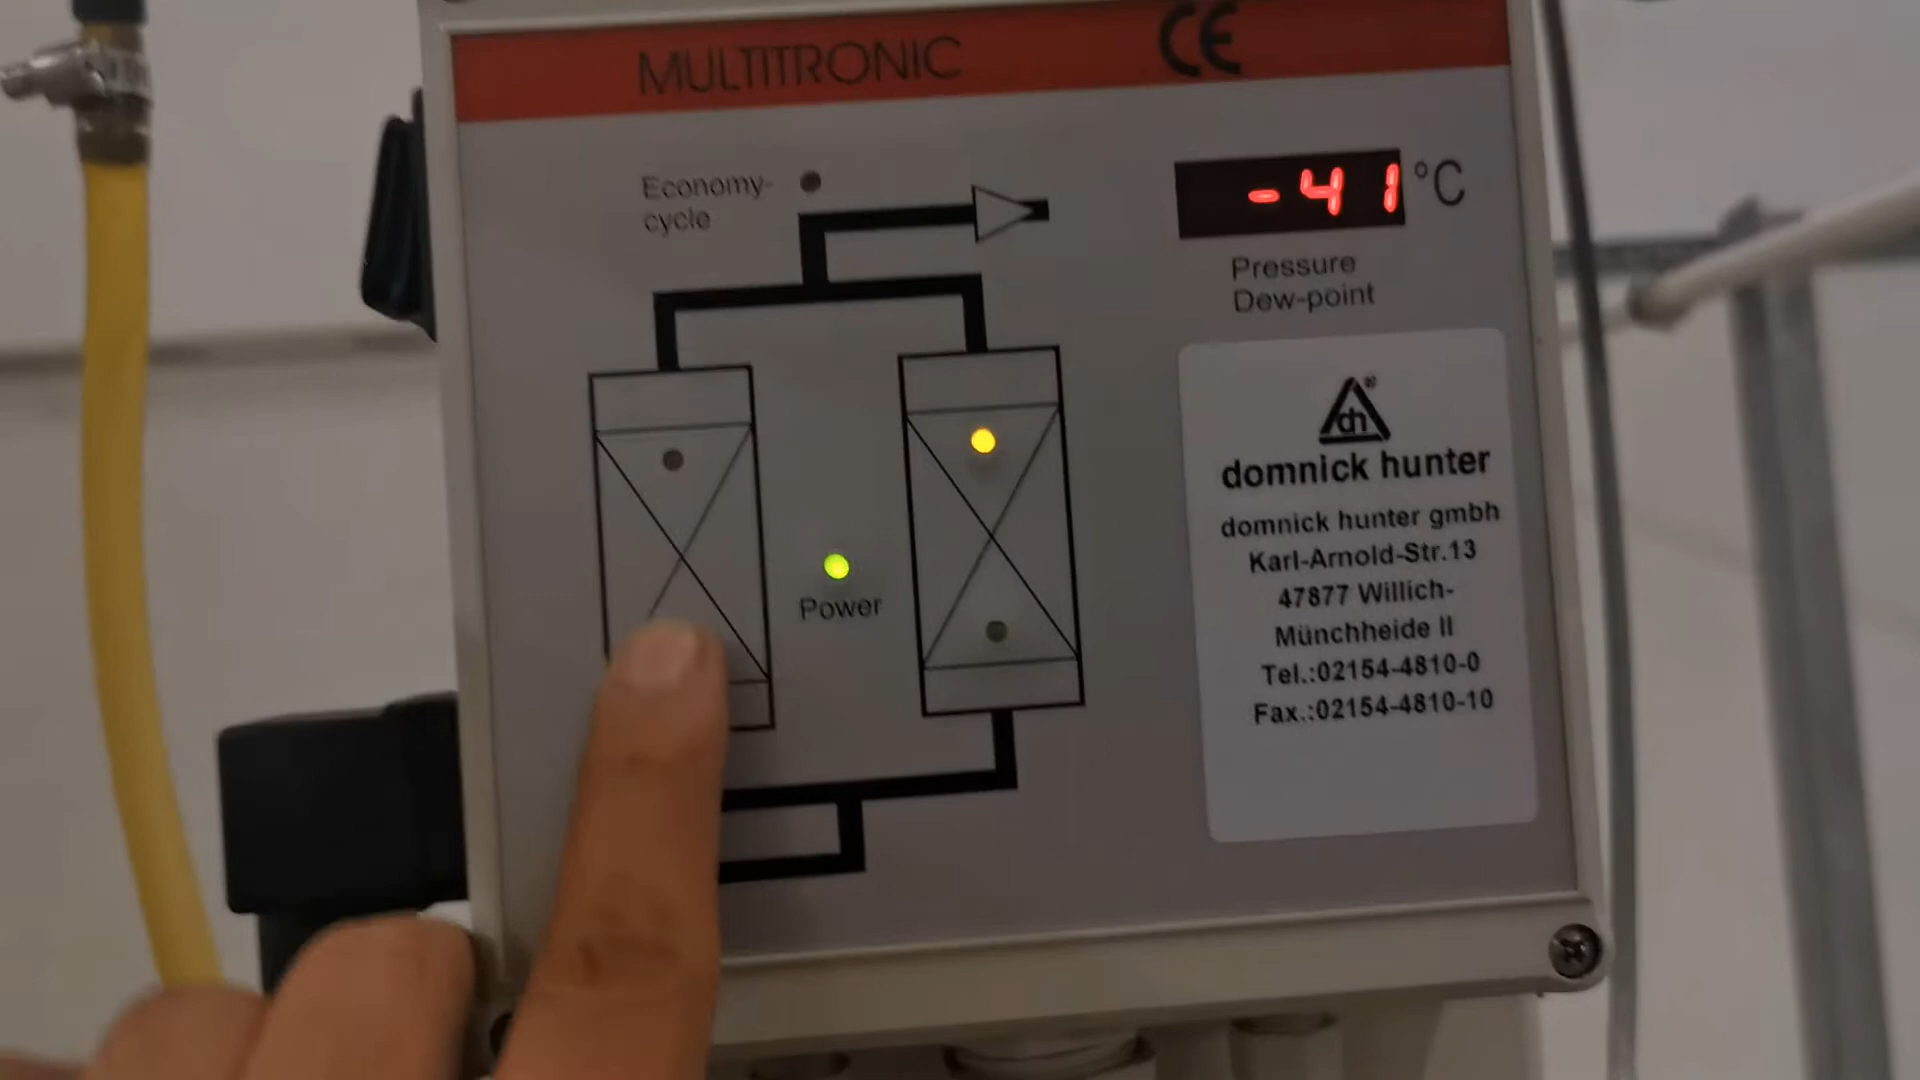 MULTITRONIC CE
Economy-
cycle
-41 °C
Pressure
Dew-point
Power
dh ®
domnick hunter
domnick hunter gmbh
Karl-Arnold-Str.13
47877 Willich-
Münchheide II
Tel.:02154-4810-0
Fax.:02154-4810-10